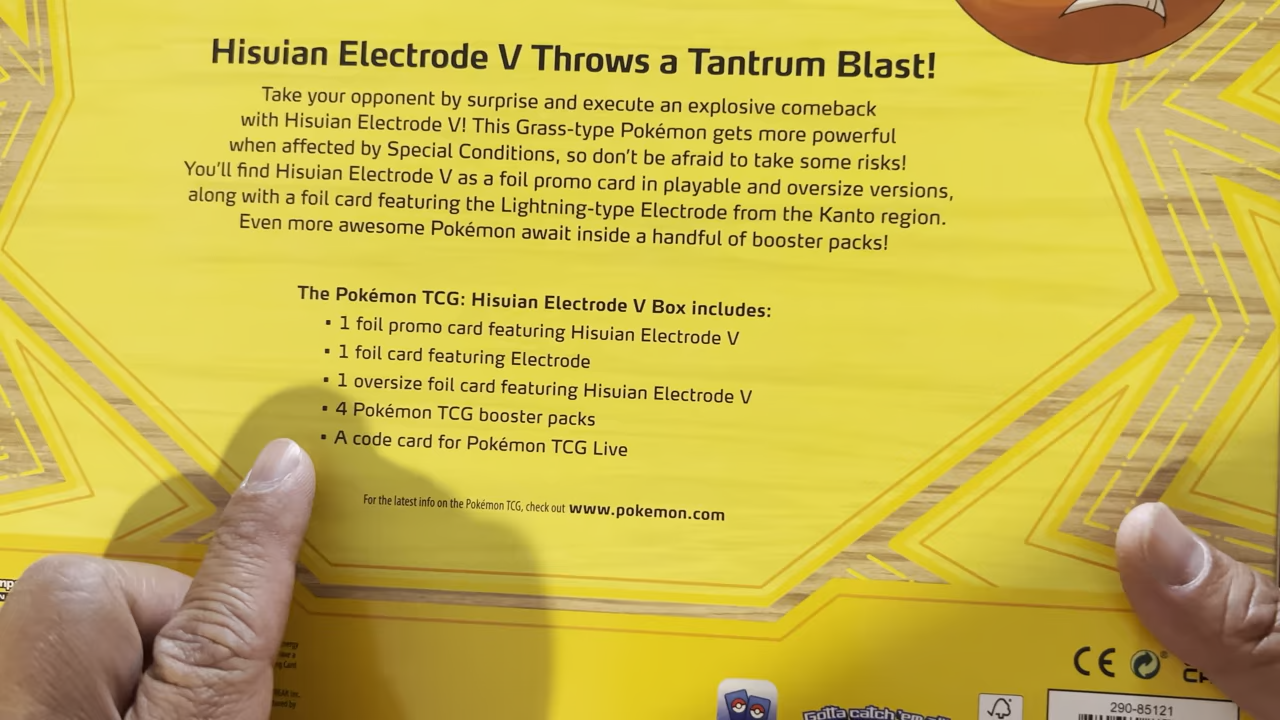 Hisuian Electrode V Throws a Tantrum Blast!
Take your opponent by surprise and execute an explosive comeback
with Hisuian Electrode V! This Grass-type Pokémon gets more powerful
when affected by Special Conditions, so don't be afraid to take some risks!
You'll find Hisuian Electrode V as a foil promo card in playable and oversize versions,
along with a foil card featuring the Lightning-type Electrode from the Kanto region.
Even more awesome Pokémon await inside a handful of booster packs!
The Pokémon TCG: Hisuian Electrode V Box includes:
▪ 1 foil promo card featuring Hisuian Electrode V
▪ 1 foil card featuring Electrode
▪ 1 oversize foil card featuring Hisuian Electrode V
▪ 4 Pokémon TCG booster packs
▪ A code card for Pokémon TCG Live
For the latest info on the Pokémon TCG, check out www.pokemon.com
CE
Gotta catch 'em
290-85121